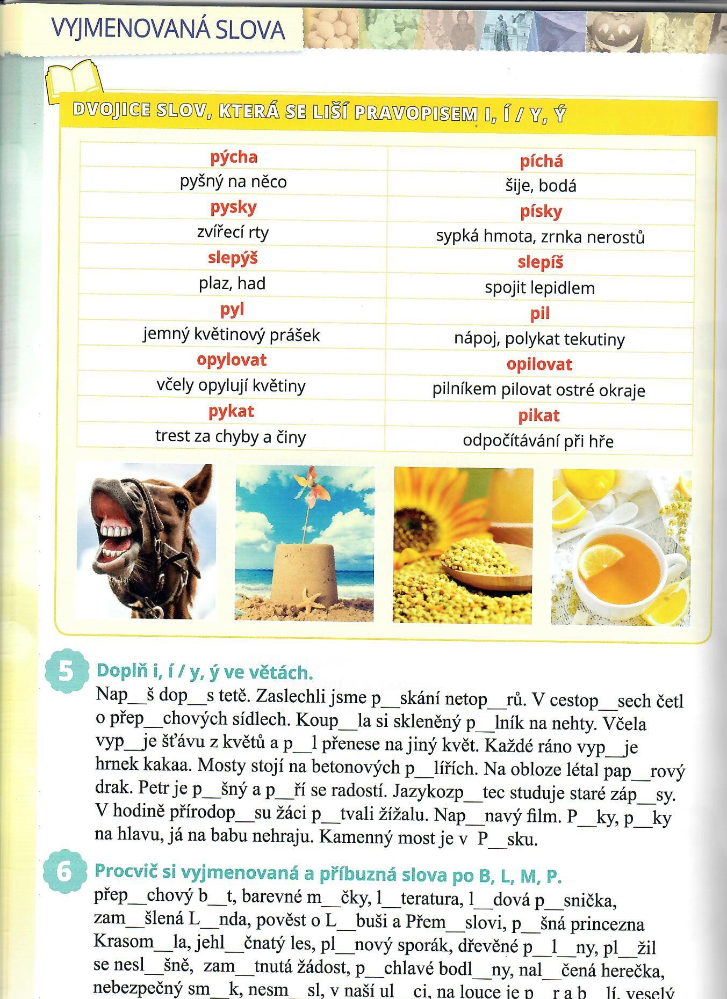 VYJMENOVANÁ SLOVA
DVOJICE SLOV, KTERÁ SE LIŠÍ PRAVOPISEM I, Í / Y, Ý
pýcha píchá
pyšný na něco šije, bodá
pysky písky
zvířecí rty sypká hmota, zrnka nerostů
slepýš slepíš
plaz, had spojit lepidlem
pyl pil
jemný květinový prášek nápoj, polykat tekutiny
opylovat opilovat
včely opylují květiny pilníkem pilovat ostré okraje
pykat pikat
trest za chyby a činy odpočítávání při hře
5 Doplň i, í / y, ý ve větách.
Nap__š dop__s tetě. Zaslechli jsme p__skání netop__rů. V cestop__sech četl
o přep__chových sídlech. Koup__la si skleněný p__lník na nehty. Včela
vyp__je šťávu z květů a p__l přenese na jiný květ. Každé ráno vyp__je
hrnek kakaa. Mosty stojí na betonových p__lířích. Na obloze létal pap__rový
drak. Petr je p__šný a p__ří se radostí. Jazykozp__tec studuje staré záp__sy.
V hodině přírodop__su žáci p__tvali žížalu. Nap__navý film. P__ky, p__ky
na hlavu, já na babu nehraju. Kamenný most je v P__sku.
6 Procvič si vyjmenovaná a příbuzná slova po B, L, M, P.
přep__chový b__t, barevné m__čky, l__teratura, l__dová p__snička,
zam__šlená L__nda, pověst o L__buši a Přem__slovi, p__šná princezna
Krasom__la, jehl__čnatý les, pl__nový sporák, dřevěné p__l__ny, pl__žil
se nesl__šně, zam__tnutá žádost, p__chlavé bodl__ny, nal__čená herečka,
nebezpečný sm__k, nesm__sl, v naší ul__ci, na louce je p__r a b__lí, veselý